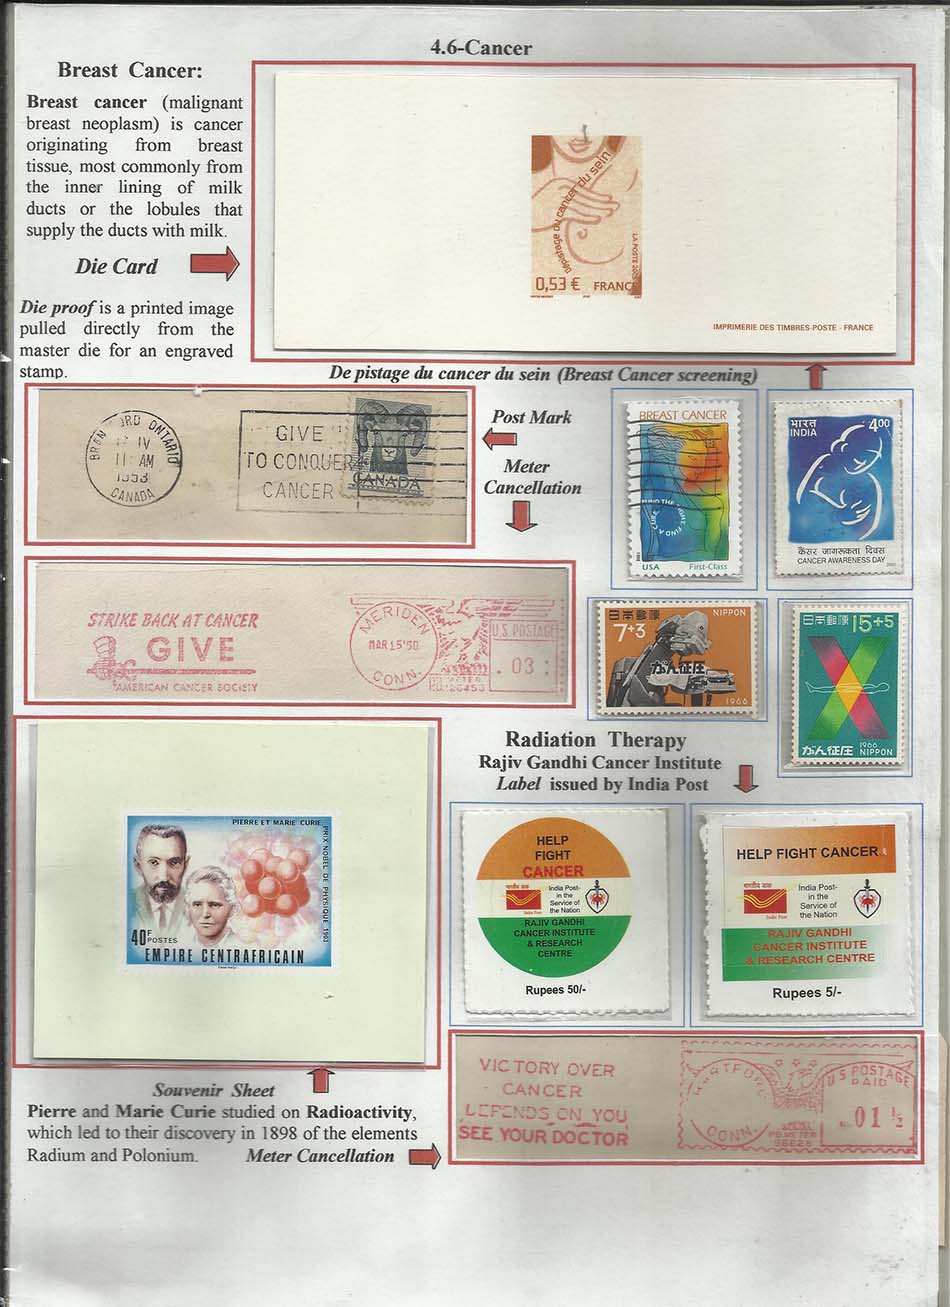 4.6-Cancer
Breast Cancer:
Breast cancer (malignant
breast neoplasm) is cancer
originating from breast
tissue, most commonly from
the inner lining of milk
ducts or the lobules that
supply the ducts with milk.
Die Card
Die proof is a printed image
pulled directly from the
master die for an engraved
stamp.
Dépistage du cancer du sein
0,53 €
FRANCE
IMPRIMERIE DES TIMBRES-POSTE - FRANCE
De pistage du cancer du sein (Breast Cancer screening)
ONTARIO
IV
11 AM
CANADA
GIVE
TO CONQUER
CANCER
CANADA
Post Mark
Meter
Cancellation
BREAST CANCER
FIND A CURE
USA First-Class
भारत 4.00
INDIA
कैंसर जागरूकता दिवस
CANCER AWARENESS DAY
STRIKE BACK AT CANCER
GIVE
AMERICAN CANCER SOCIETY
MERIDEN
MAR 15 '50
CONN.
U.S. POSTAGE
03
日本郵便 NIPPON
7+3
がん征圧
1966
日本郵便 15+5
がん征圧 1966
NIPPON
Radiation Therapy
Rajiv Gandhi Cancer Institute
Label issued by India Post
PIERRE ET MARIE CURIE
PRIX NOBEL DE PHYSIQUE 1903
40F
POSTES
EMPIRE CENTRAFRICAIN
HELP
FIGHT
CANCER
भारतीय डाक
India Post
India Post-
in the
Service of
the Nation
RAJIV GANDHI
CANCER INSTITUTE
& RESEARCH
CENTRE
Rupees 50/-
HELP FIGHT CANCER
भारतीय डाक
India Post
India Post-
in the
Service of
the Nation
RAJIV GANDHI
CANCER INSTITUTE
& RESEARCH CENTRE
Rupees 5/-
Souvenir Sheet
Pierre and Marie Curie studied on Radioactivity,
which led to their discovery in 1898 of the elements
Radium and Polonium. Meter Cancellation
VICTORY OVER
CANCER
DEPENDS ON YOU
SEE YOUR DOCTOR
HARTFORD
CONN.
U S POSTAGE
PAID
01 ½